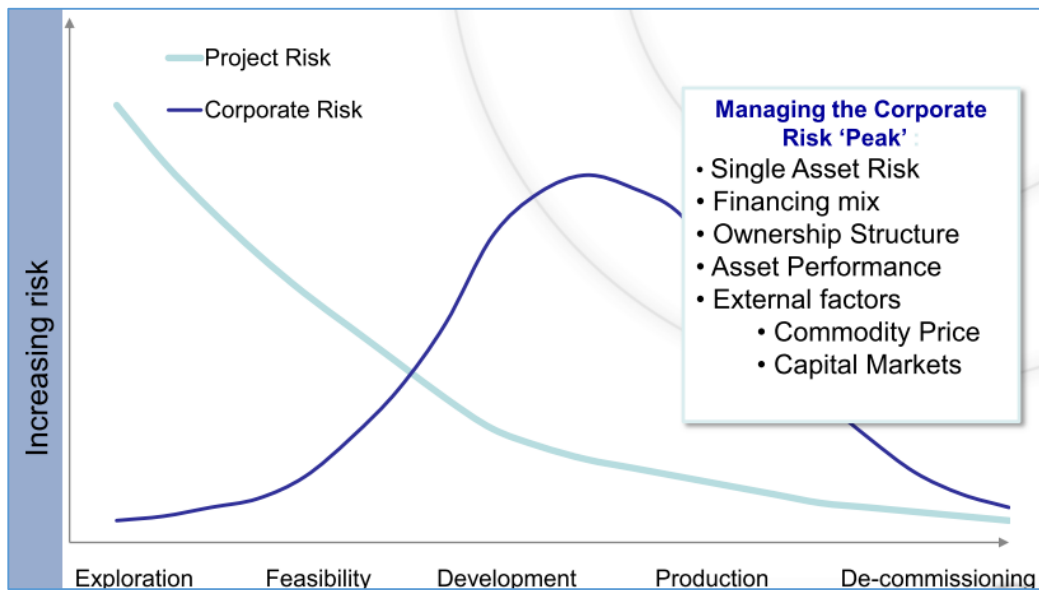 Project Risk
Corporate Risk
Managing the Corporate
Risk ‘Peak’ :
• Single Asset Risk
• Financing mix
• Ownership Structure
• Asset Performance
• External factors
• Commodity Price
• Capital Markets
Increasing risk
Exploration
Feasibility
Development
Production
De-commissioning